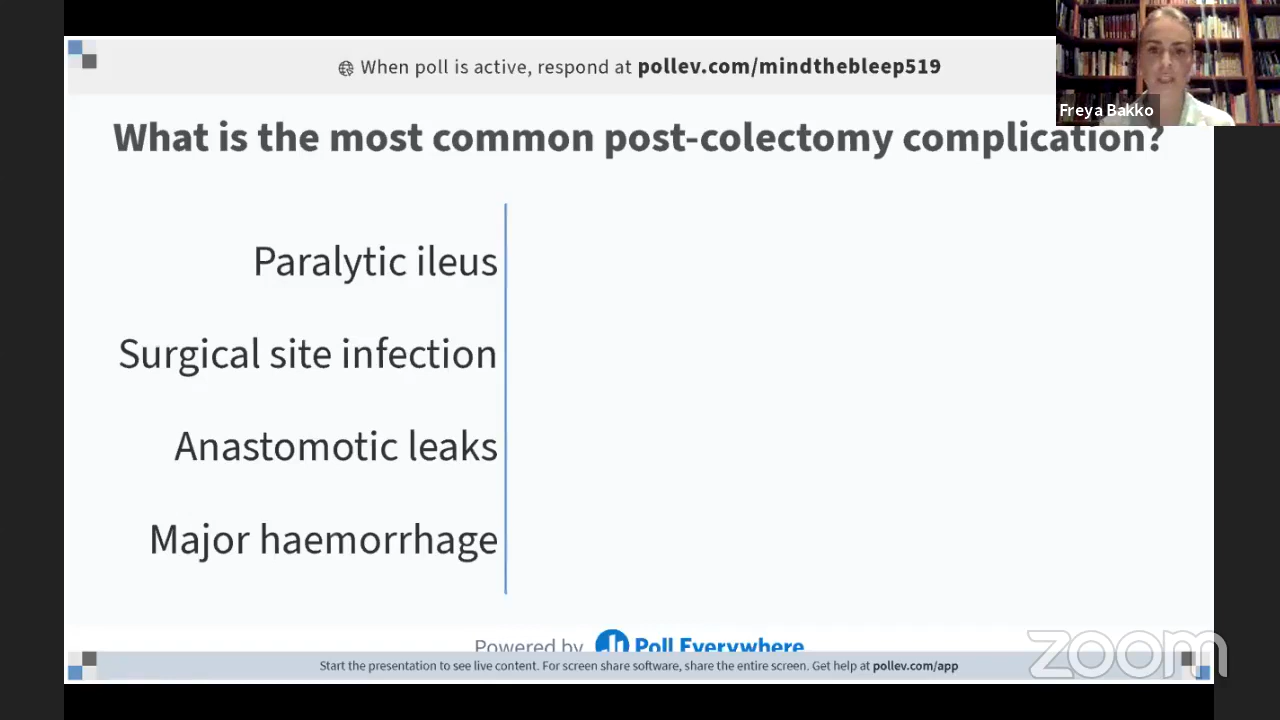 When poll is active, respond at pollev.com/mindthebleep519
Freya Bakko
What is the most common post-colectomy complication?
Paralytic ileus
Surgical site infection
Anastomotic leaks
Major haemorrhage
Powered by Poll Everywhere
Start the presentation to see live content. For screen share software, share the entire screen. Get help at pollev.com/app
zoom